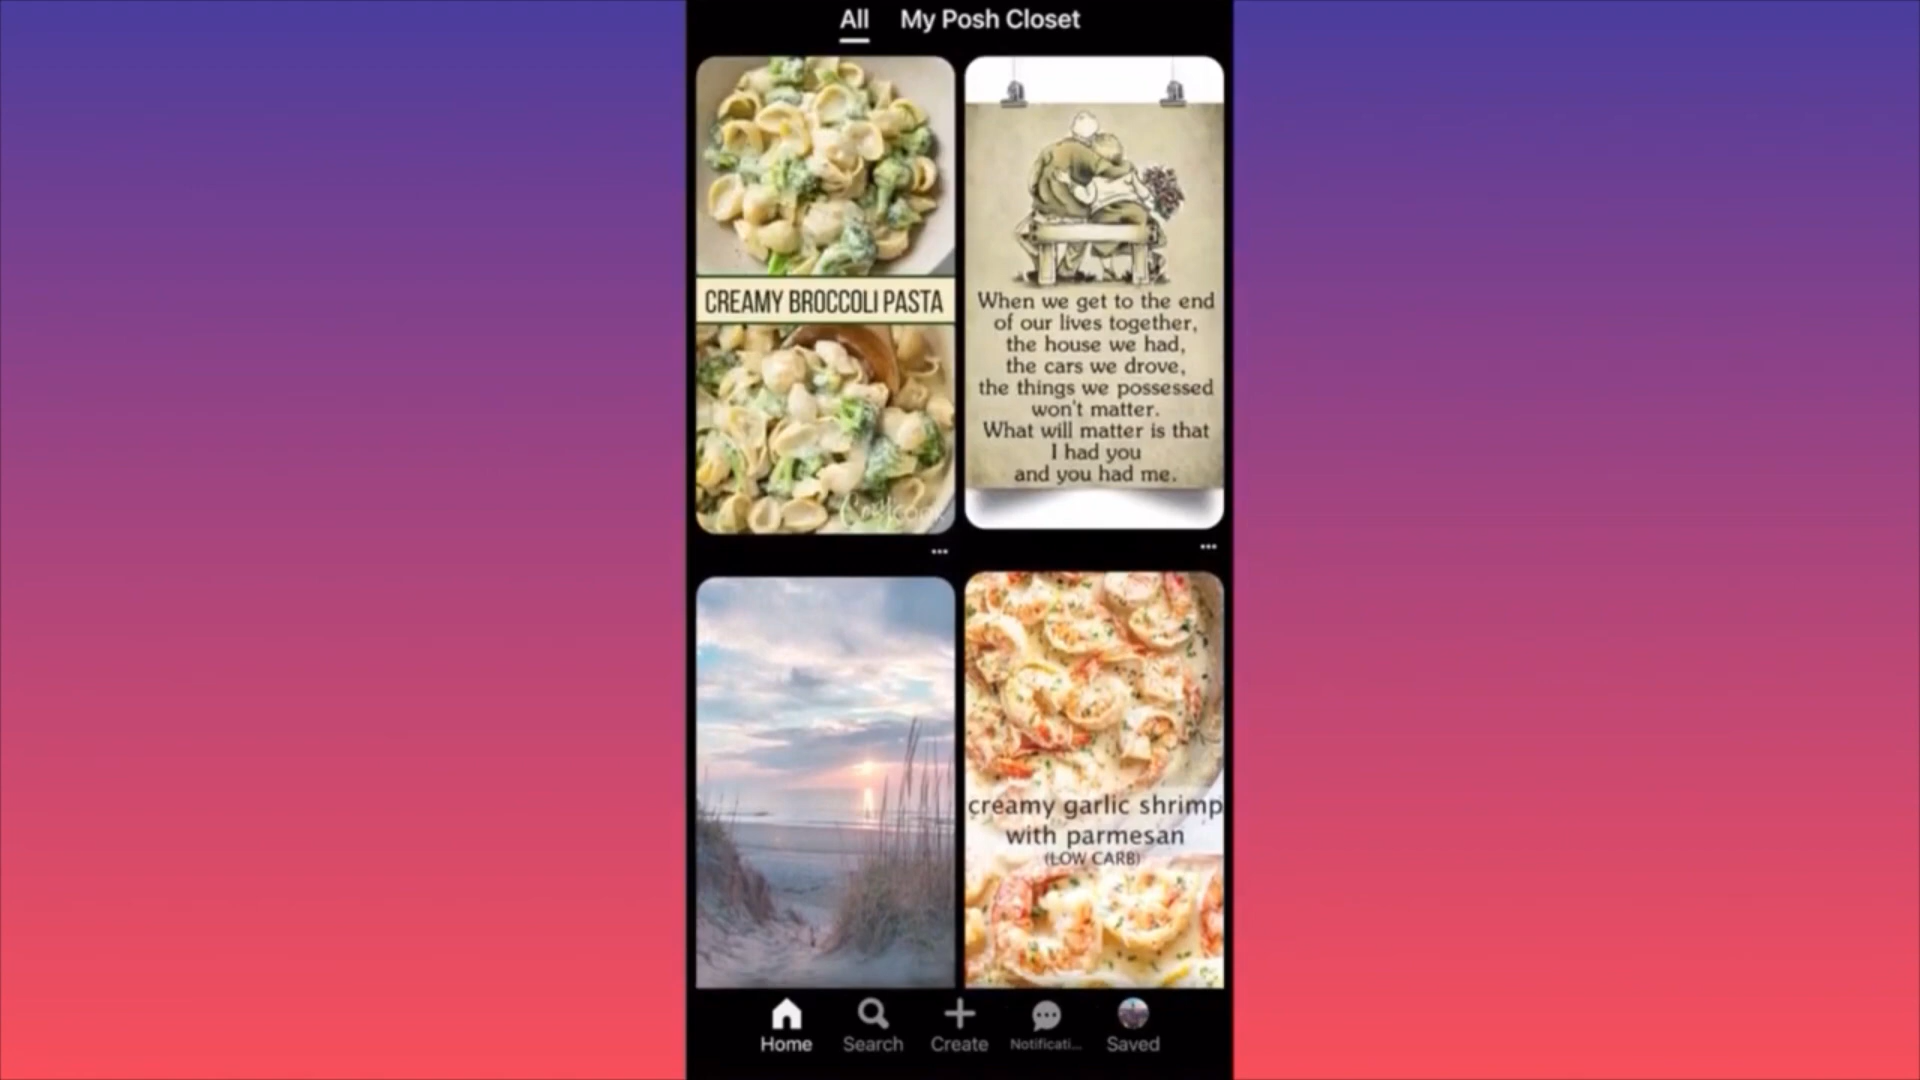 All My Posh Closet
CREAMY BROCCOLI PASTA
When we get to the end
of our lives together,
the house we had,
the cars we drove,
the things we possessed
won't matter.
What will matter is that
I had you
and you had me.
creamy garlic shrimp
with parmesan
(LOW CARB)
Home Search Create Notificati... Saved